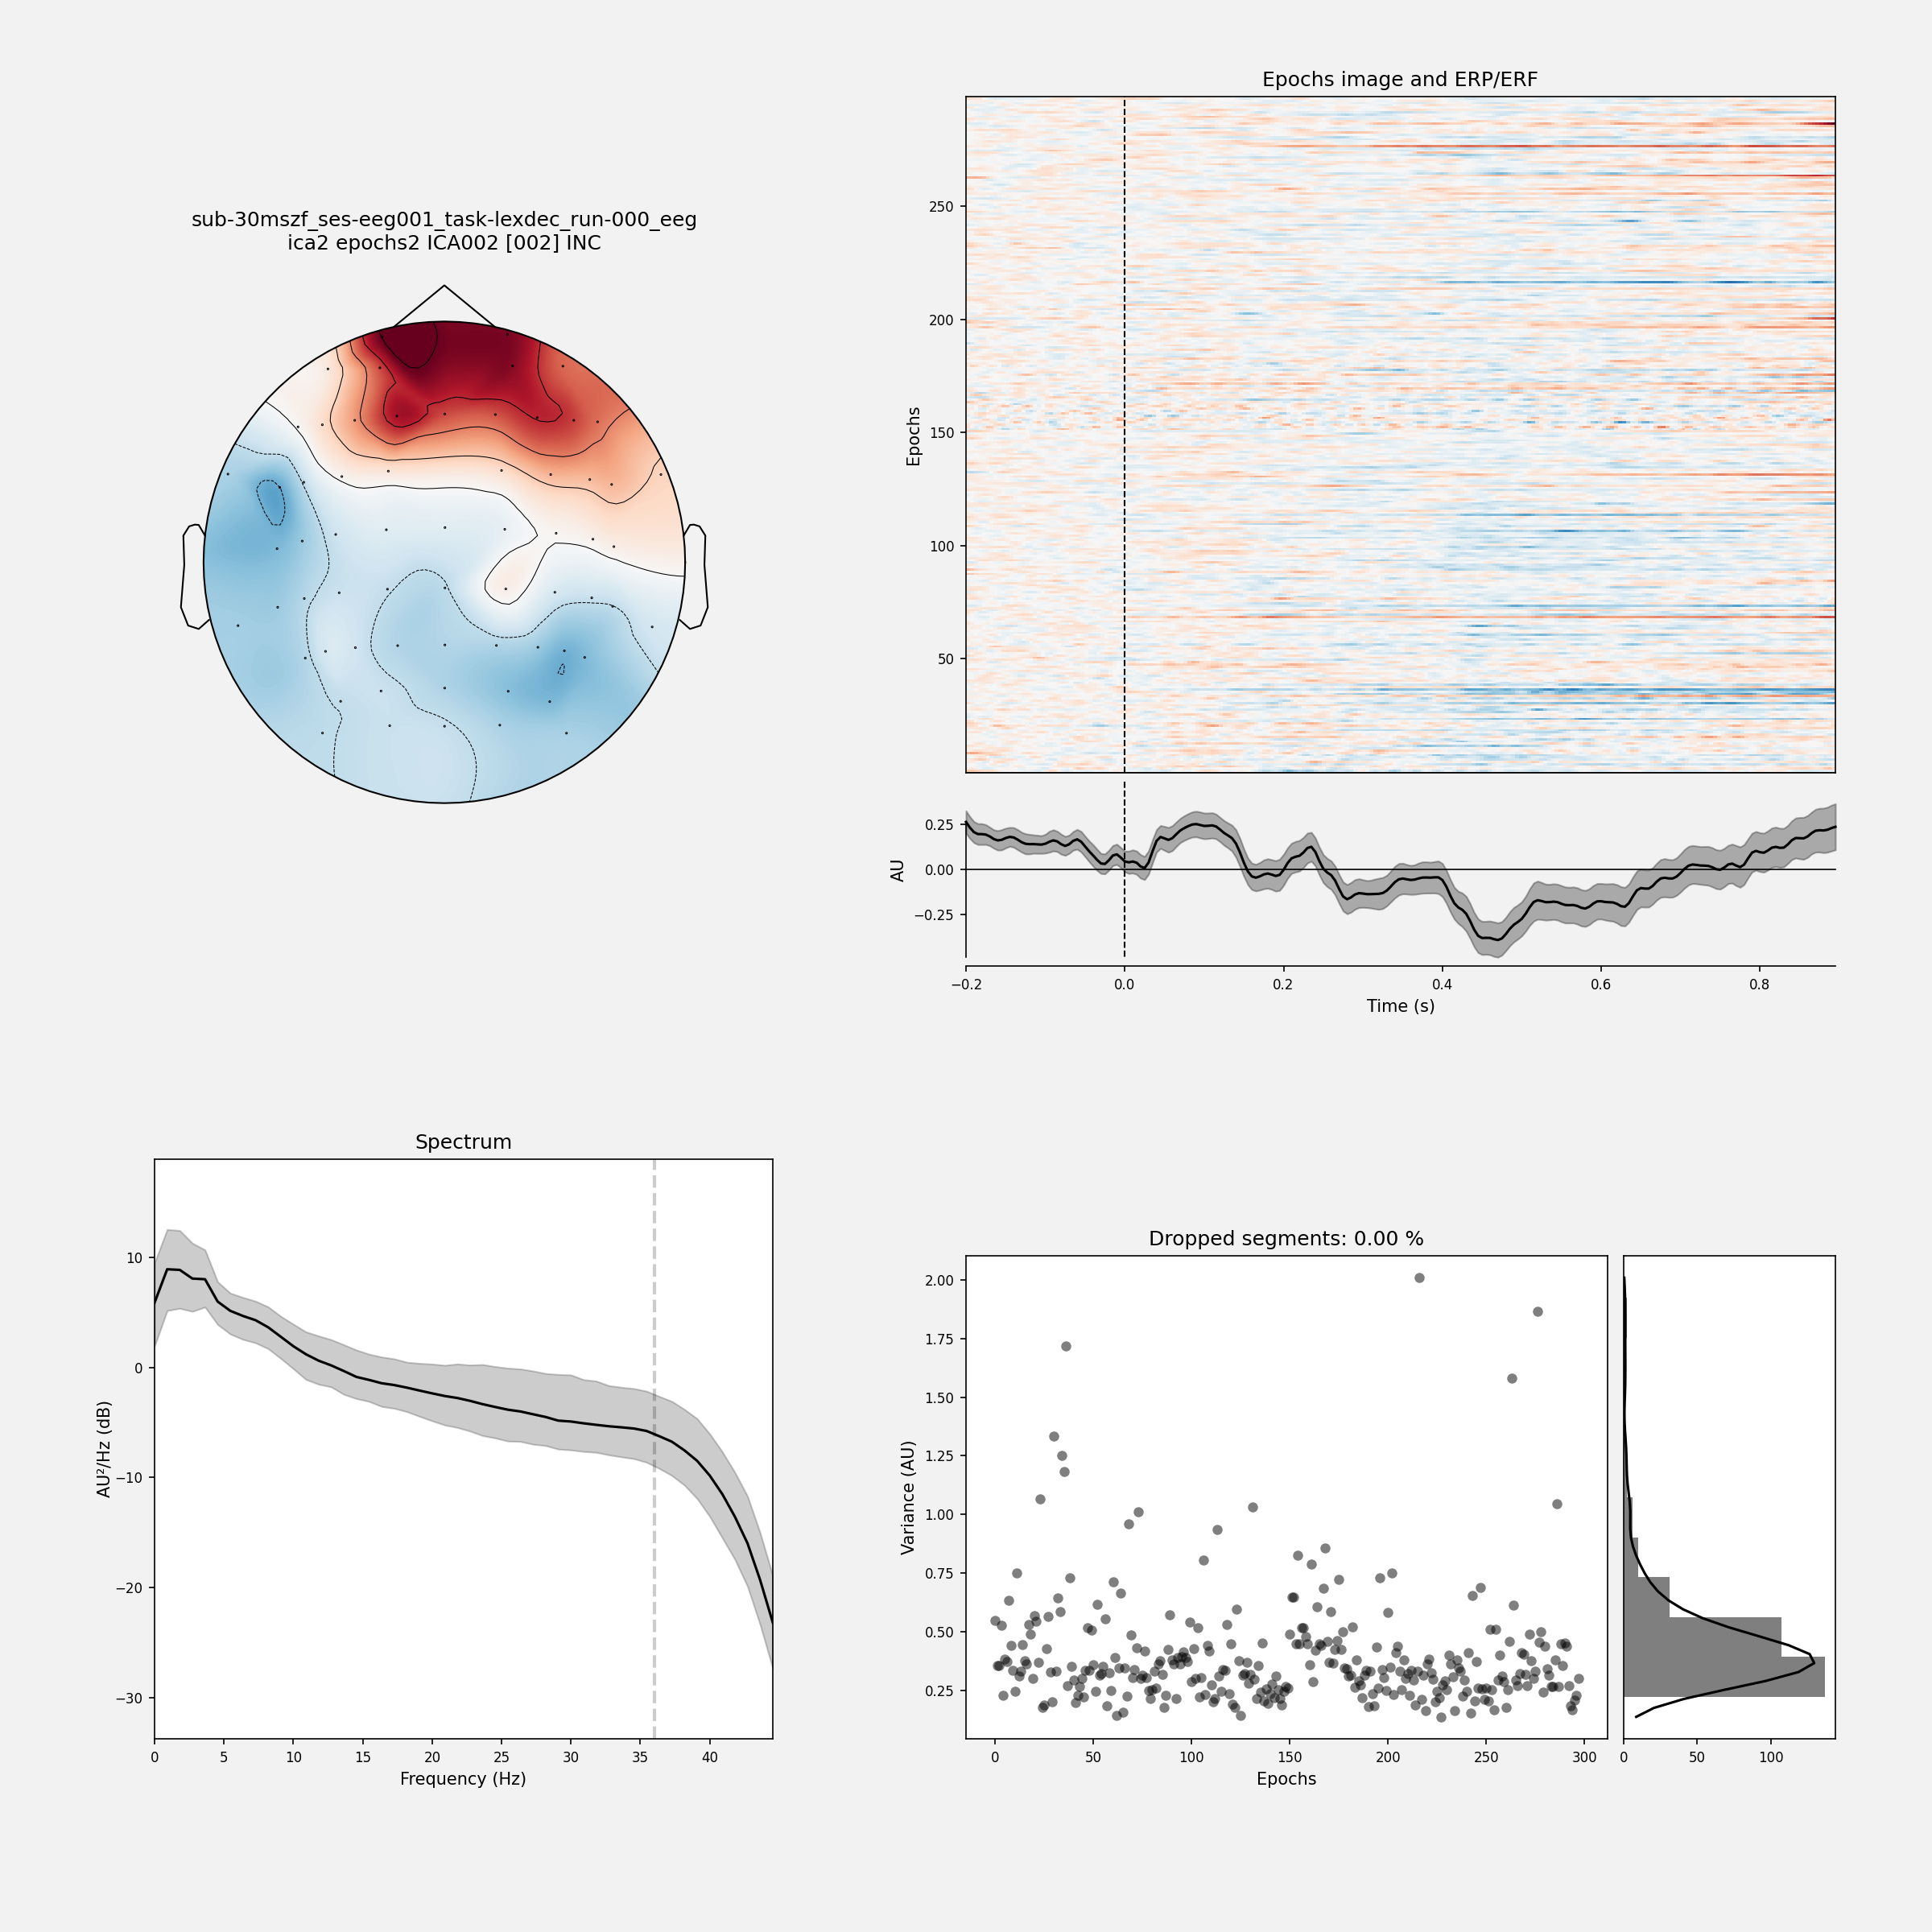 sub-30mszf_ses-eeg001_task-lexdec_run-000_eeg
ica2 epochs2 ICA002 [002] INC
Epochs image and ERP/ERF
Epochs
250
200
150
100
50
AU
0.25
0.00
−0.25
−0.2 0.0 0.2 0.4 0.6 0.8
Time (s)
Spectrum
AU²/Hz (dB)
10
0
−10
−20
−30
0 5 10 15 20 25 30 35 40
Frequency (Hz)
Dropped segments: 0.00 %
Variance (AU)
2.00
1.75
1.50
1.25
1.00
0.75
0.50
0.25
0 50 100 150 200 250 300
Epochs
0 50 100